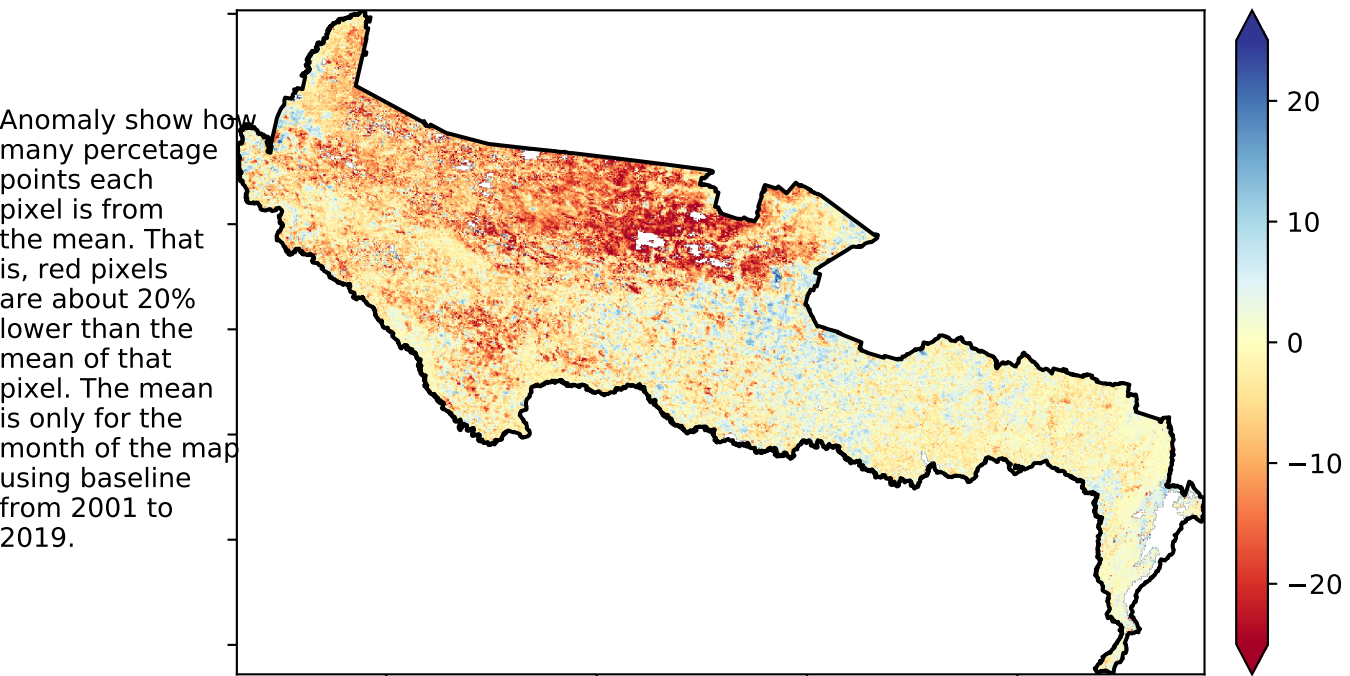 Anomaly show how
many percetage
points each
pixel is from
the mean. That
is, red pixels
are about 20%
lower than the
mean of that
pixel. The mean
is only for the
month of the map
using baseline
from 2001 to
2019.
20
10
0
−10
−20